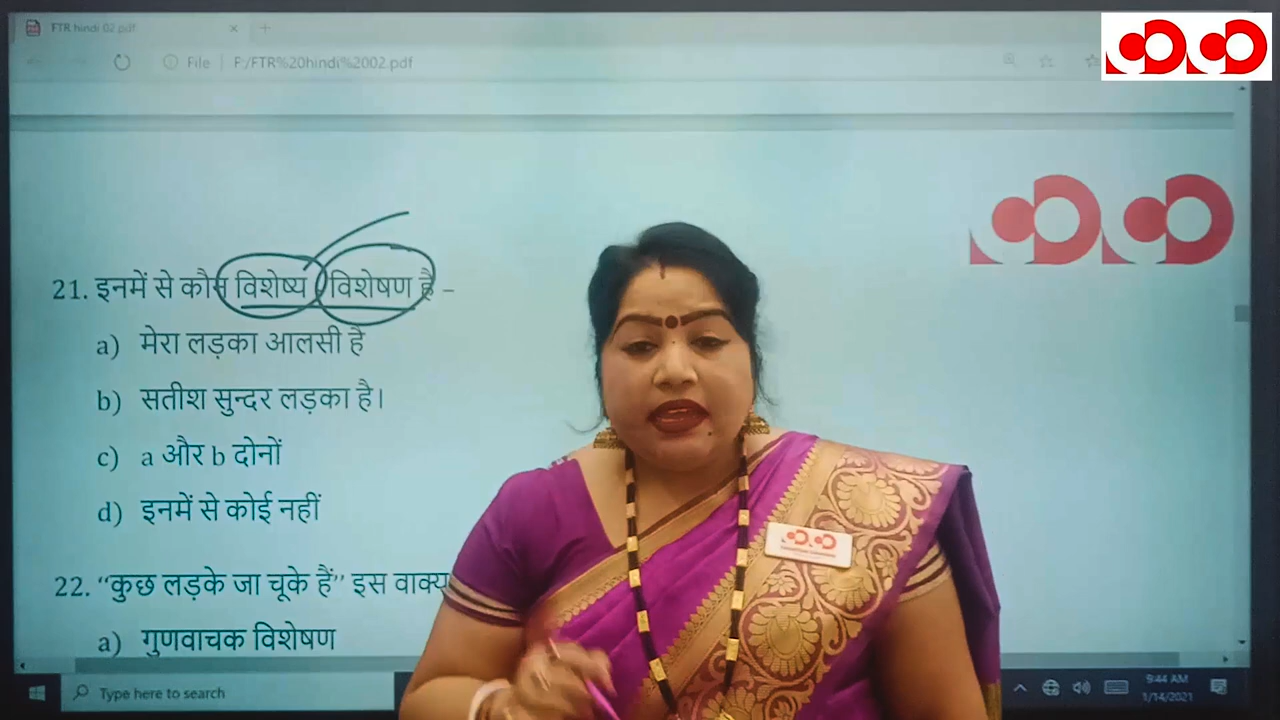 FTR hindi 02.pdf
File | P:/FTR%20hindi%2002.pdf
21. इनमें से कौन विशेष्य विशेषण है –
a) मेरा लड़का आलसी है
b) सतीश सुन्दर लड़का है।
c) a और b दोनों
d) इनमें से कोई नहीं
22. “कुछ लड़के जा चूके हैं” इस वाक्य
a) गुणवाचक विशेषण
Type here to search
9:44 AM
1/14/2021